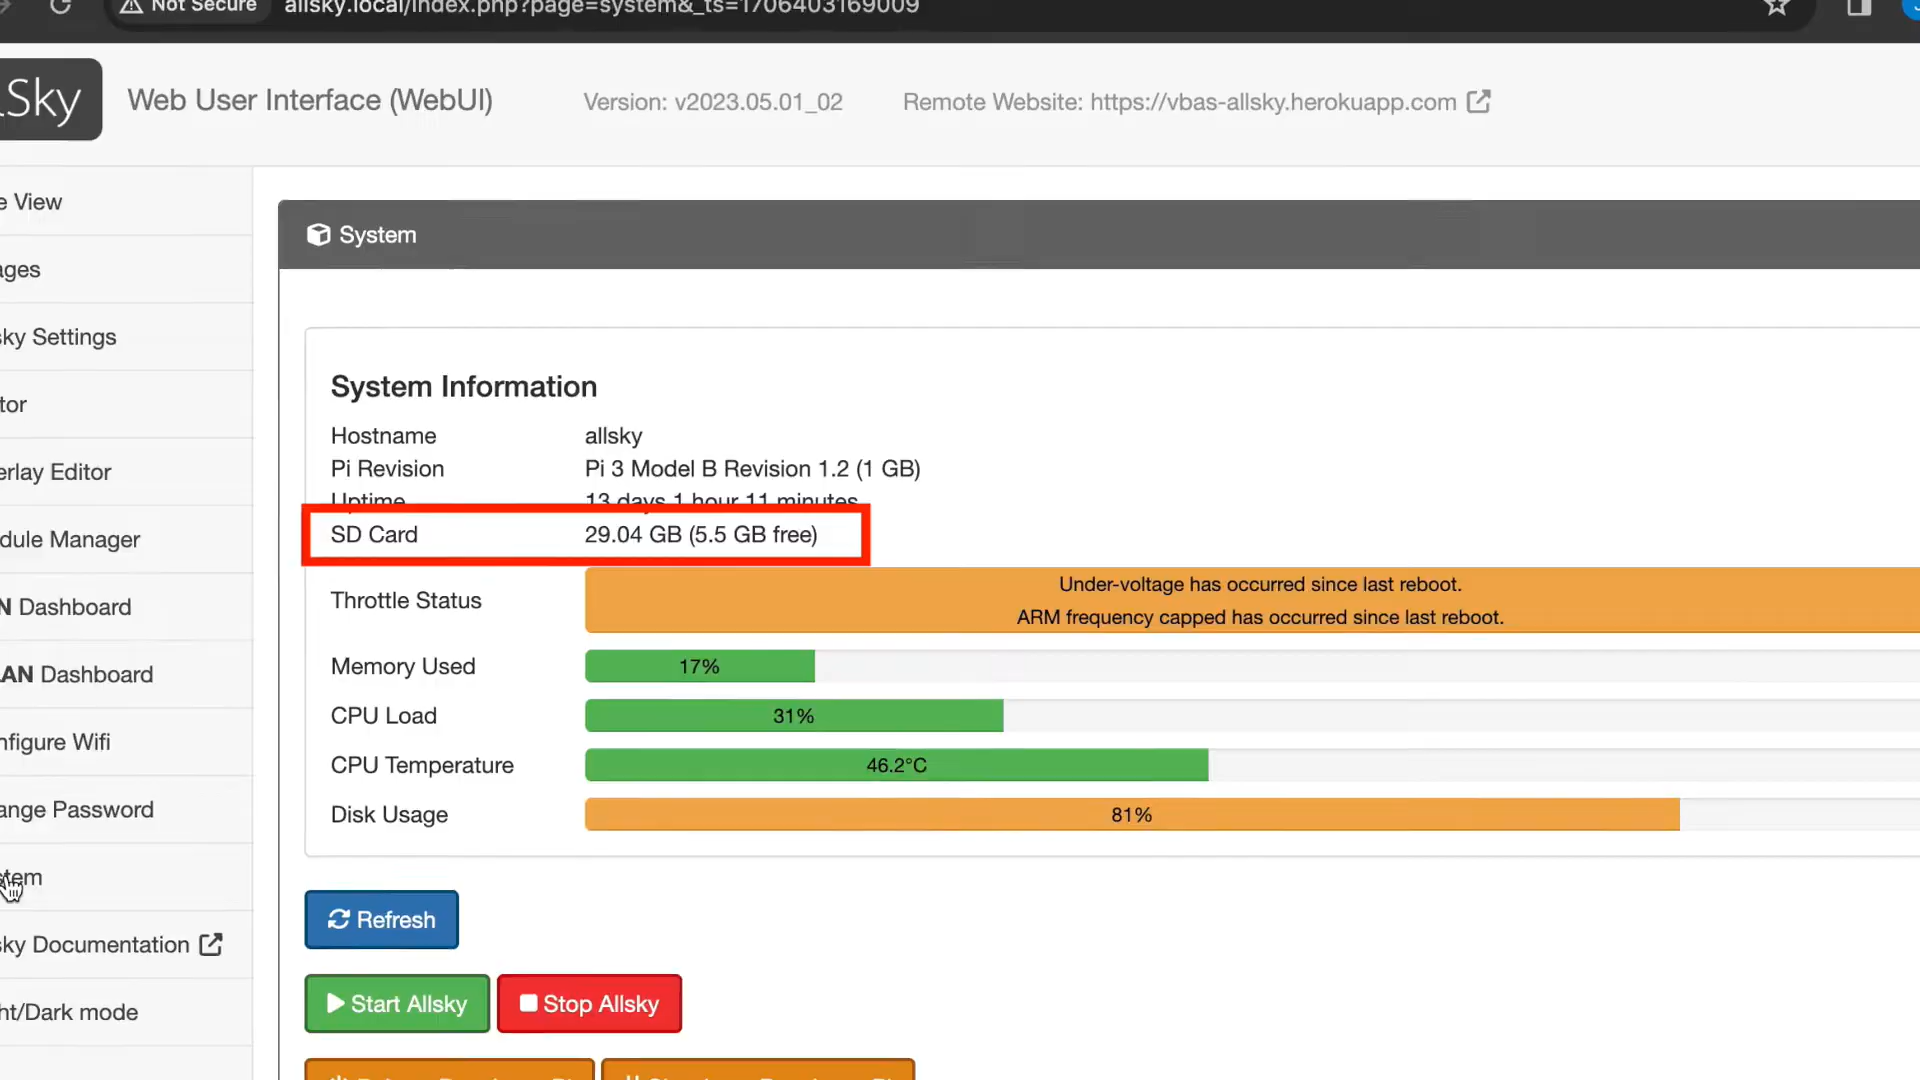 Not Secure allsky.local/index.php?page=system&_ts=1706403169009
Sky Web User Interface (WebUI) Version: v2023.05.01_02 Remote Website: https://vbas-allsky.herokuapp.com
e View
ages
sky Settings
tor
erlay Editor
dule Manager
N Dashboard
LAN Dashboard
nfigure Wifi
ange Password
stem
sky Documentation
ht/Dark mode
System
System Information
Hostname allsky
Pi Revision Pi 3 Model B Revision 1.2 (1 GB)
Uptime 13 days 1 hour 11 minutes
SD Card 29.04 GB (5.5 GB free)
Throttle Status
Under-voltage has occurred since last reboot.
ARM frequency capped has occurred since last reboot.
Memory Used 17%
CPU Load 31%
CPU Temperature 46.2°C
Disk Usage 81%
Refresh
Start Allsky Stop Allsky